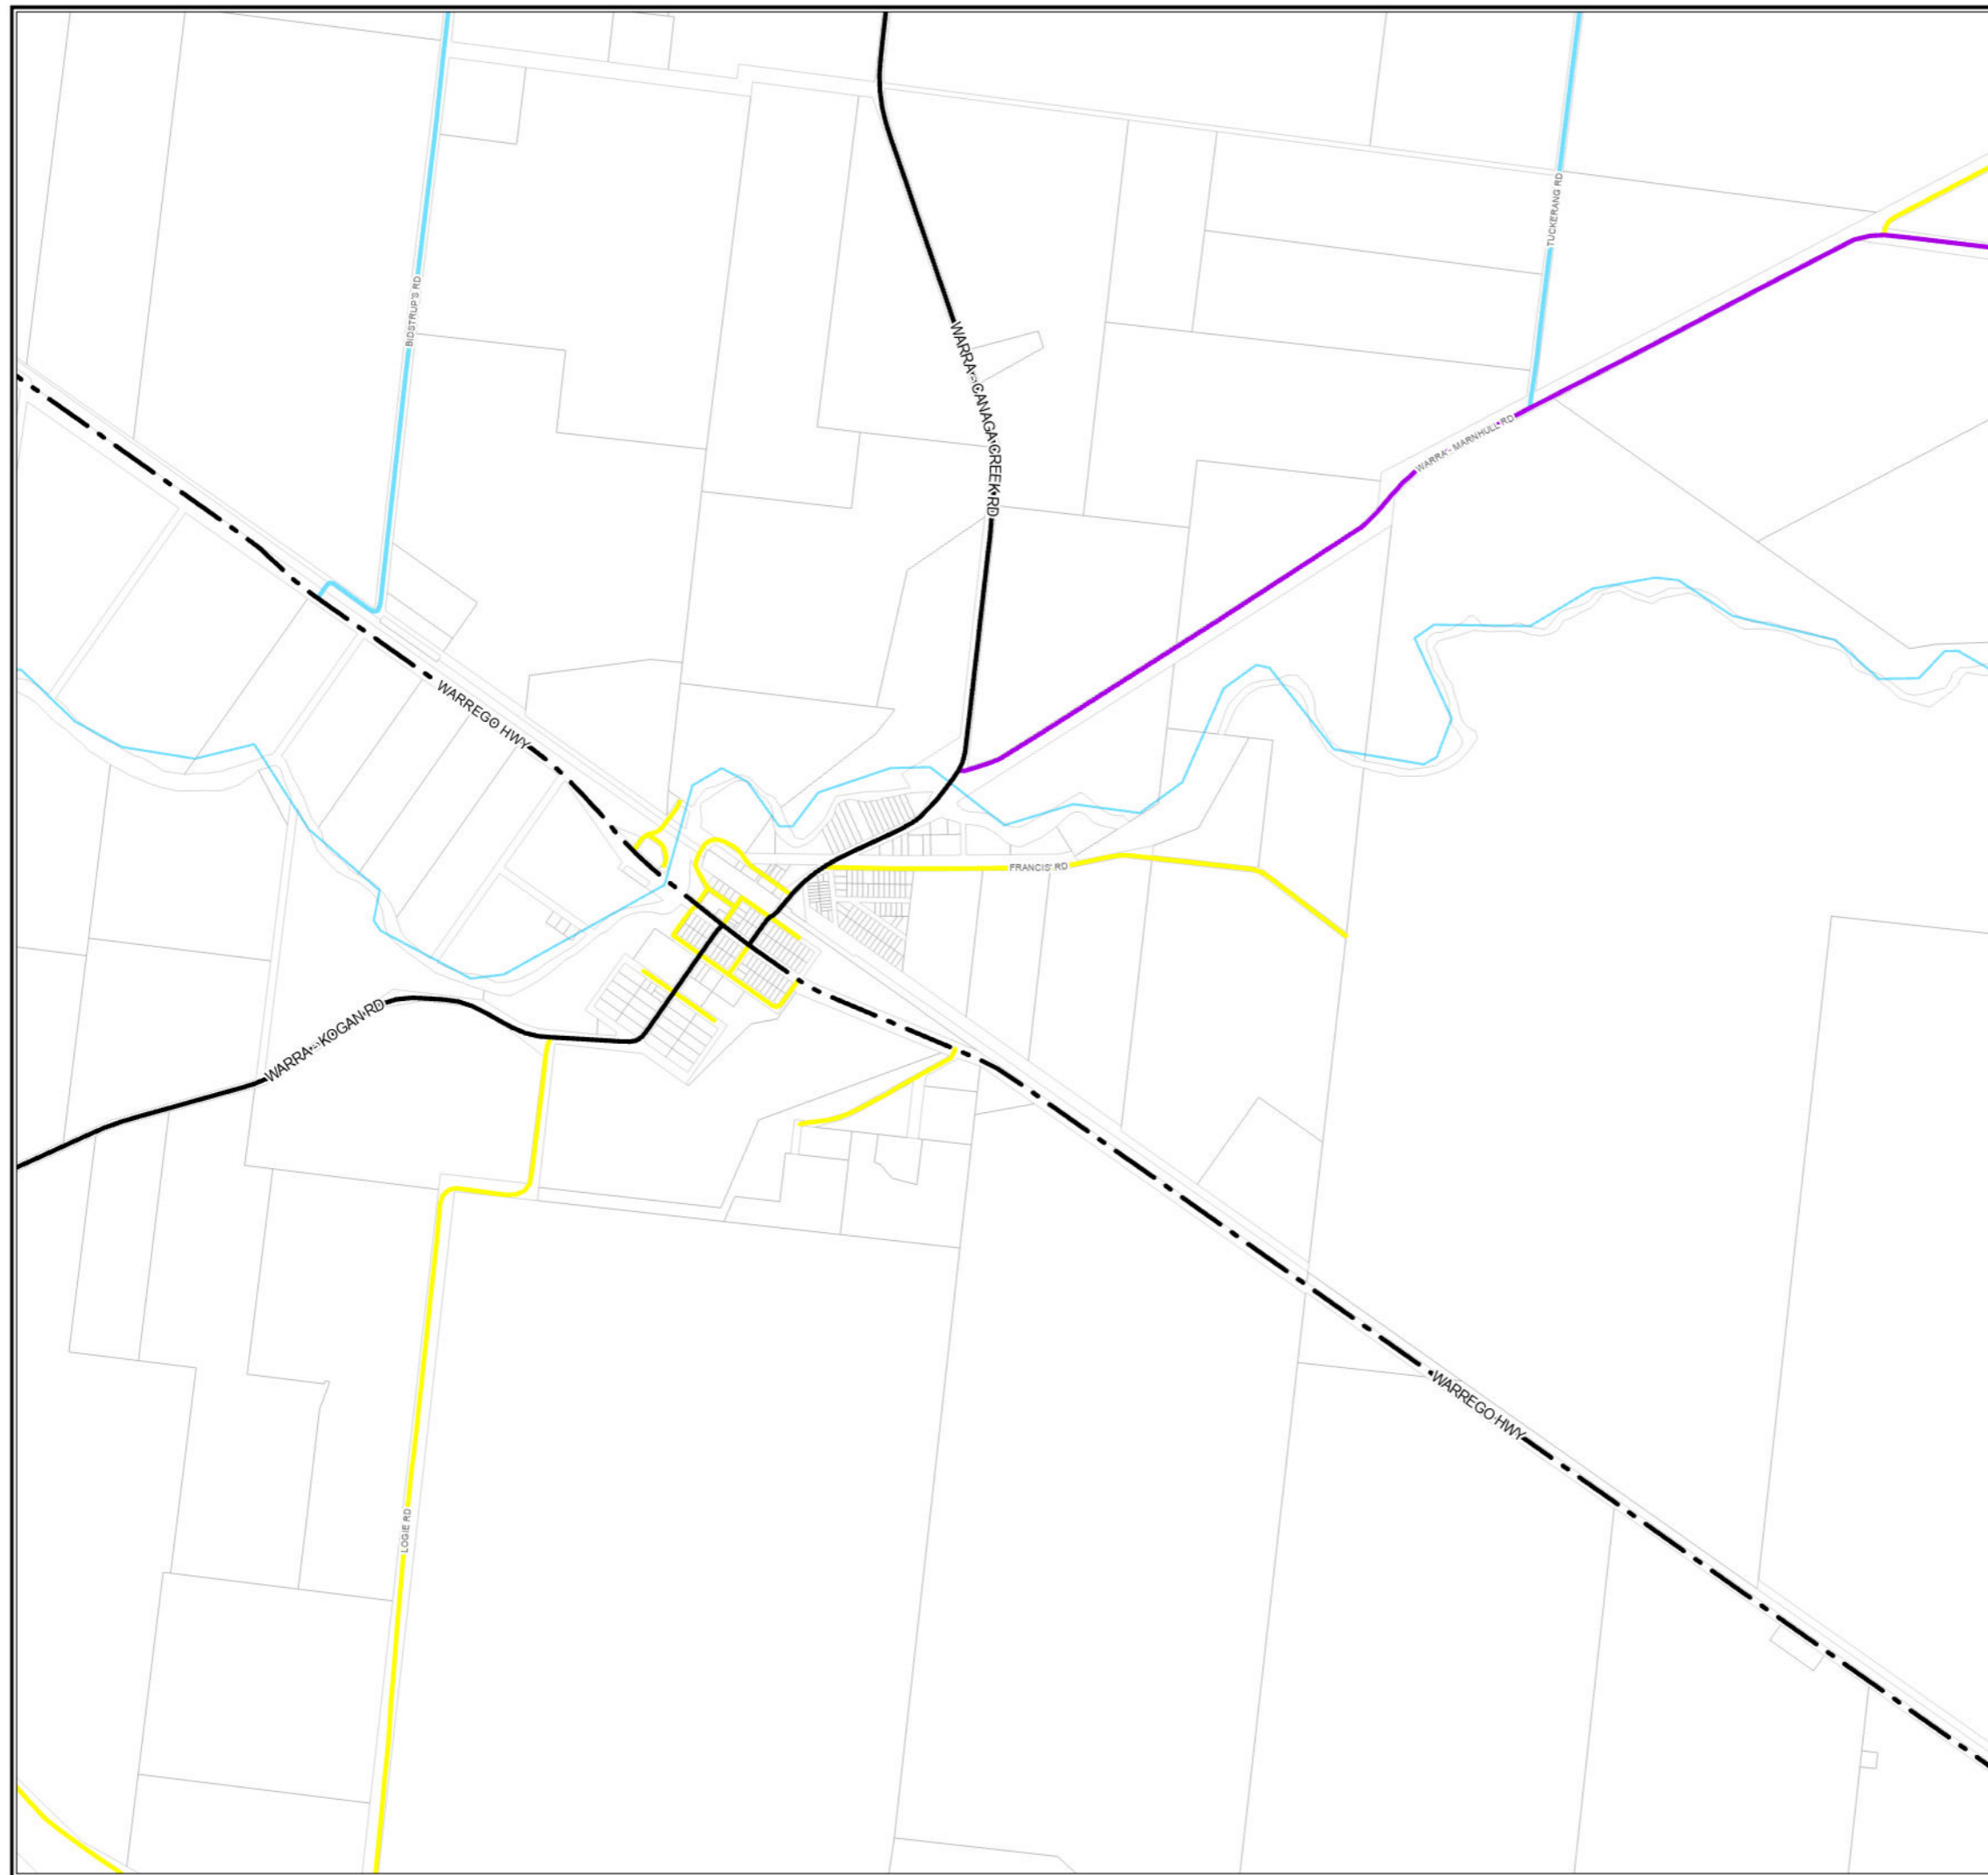 TUCKERANG RD
BIDSTRUP'S RD
WARRA - CANAGA CREEK RD
WARRA - MARNHULL RD
WARREGO HWY
FRANCIS RD
WARRA - KOGAN RD
WARREGO HWY
LOGIE RD